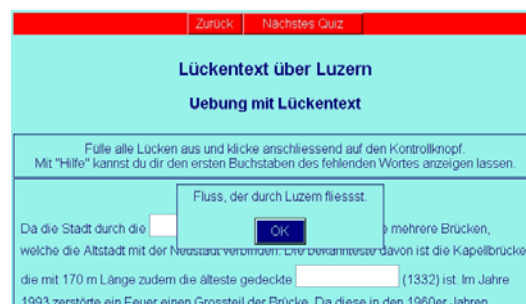 Zurück Nächstes Quiz
Lückentext über Luzern
Uebung mit Lückentext
Fülle alle Lücken aus und klicke anschliessend auf den Kontrollknopf.
Mit "Hilfe" kannst du dir den ersten Buchstaben des fehlenden Wortes anzeigen lassen.
Fluss, der durch Luzern fliessst.
OK
Da die Stadt durch die mehrere Brücken,
welche die Altstadt mit der Neustadt verbinden. Die bekannteste davon ist die Kapellbrücke
die mit 170 m Länge zudem die älteste gedeckte (1332) ist. Im Jahre
1993 zerstörte ein Feuer einen Grossteil der Brücke. Da diese in den 1960er Jahren